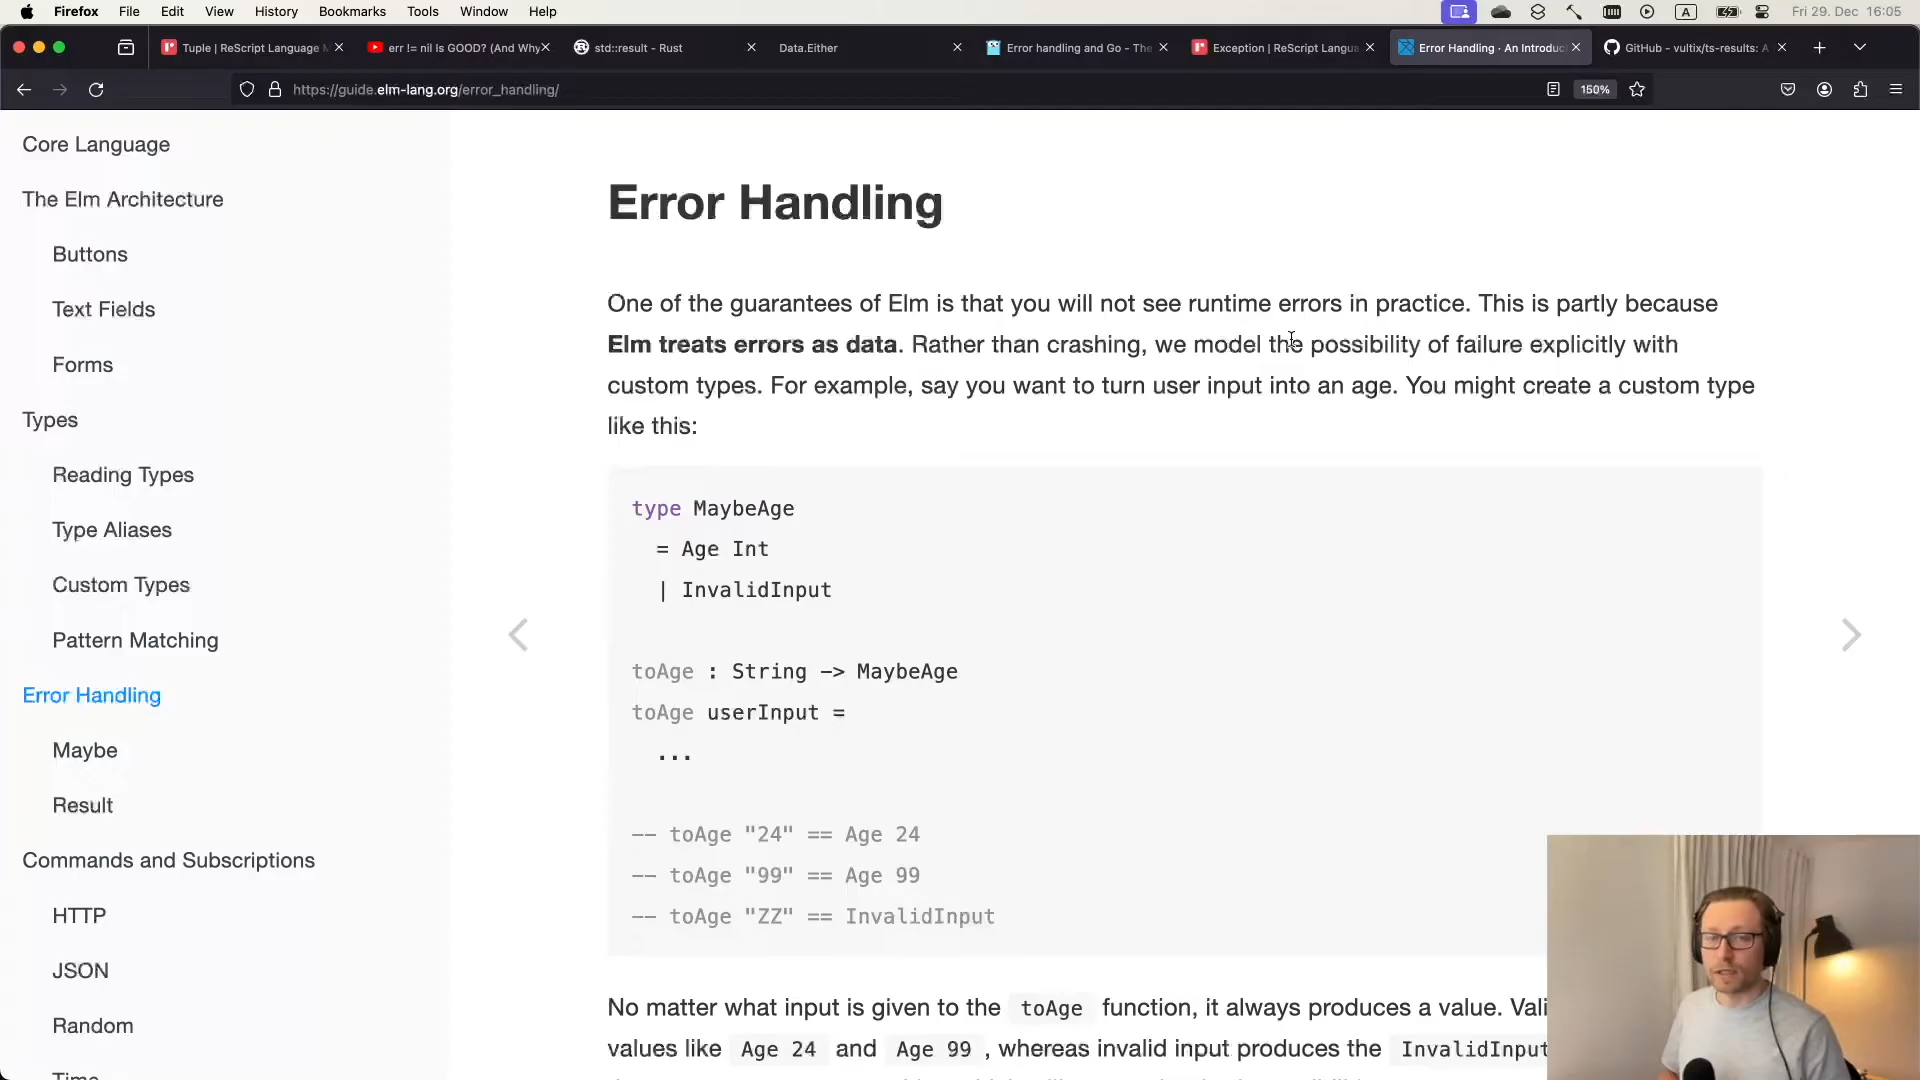 Firefox File Edit View History Bookmarks Tools Window Help A Fri 29. Dec 16:05
Tuple | ReScript Language err != nil Is GOOD? (And Why std::result - Rust Data.Either Error handling and Go - The Exception | ReScript Langua Error Handling · An Introduc GitHub - vultix/ts-results: A
https://guide.elm-lang.org/error_handling/ 150%
Core Language
The Elm Architecture
Buttons
Text Fields
Forms
Types
Reading Types
Type Aliases
Custom Types
Pattern Matching
Error Handling
Maybe
Result
Commands and Subscriptions
HTTP
JSON
Random
Time
Error Handling
One of the guarantees of Elm is that you will not see runtime errors in practice. This is partly because
Elm treats errors as data. Rather than crashing, we model the possibility of failure explicitly with
custom types. For example, say you want to turn user input into an age. You might create a custom type
like this:
type MaybeAge
= Age Int
| InvalidInput
toAge : String -> MaybeAge
toAge userInput =
...
-- toAge "24" == Age 24
-- toAge "99" == Age 99
-- toAge "ZZ" == InvalidInput
No matter what input is given to the toAge function, it always produces a value. Vali
values like Age 24 and Age 99 , whereas invalid input produces the InvalidInput